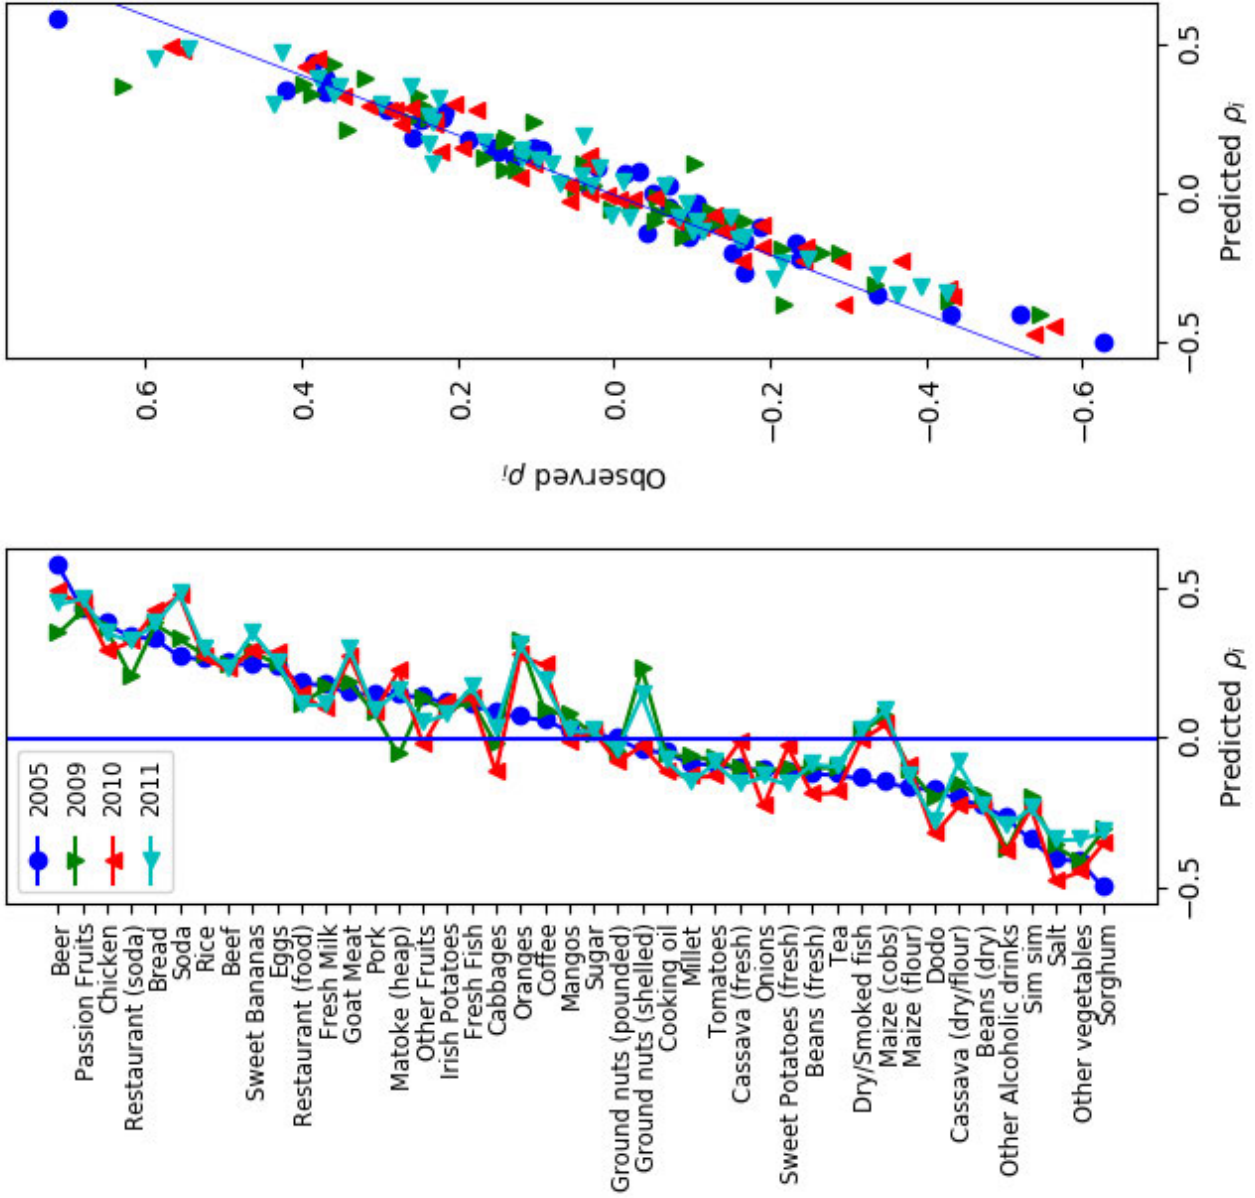 2005
2009
2010
2011
Beer
Passion Fruits
Chicken
Restaurant (soda)
Bread
Soda
Rice
Beef
Sweet Bananas
Eggs
Restaurant (food)
Fresh Milk
Goat Meat
Pork
Matoke (heap)
Other Fruits
Irish Potatoes
Fresh Fish
Cabbages
Oranges
Coffee
Mangos
Sugar
Ground nuts (pounded)
Ground nuts (shelled)
Cooking oil
Millet
Tomatoes
Cassava (fresh)
Onions
Sweet Potatoes (fresh)
Beans (fresh)
Tea
Dry/Smoked fish
Maize (cobs)
Maize (flour)
Dodo
Cassava (dry/flour)
Beans (dry)
Other Alcoholic drinks
Sim sim
Salt
Other vegetables
Sorghum
−0.5
0.0
0.5
Predicted ρi
Observed ρi
0.6
0.4
0.2
0.0
−0.2
−0.4
−0.6
−0.5
0.0
0.5
Predicted ρi